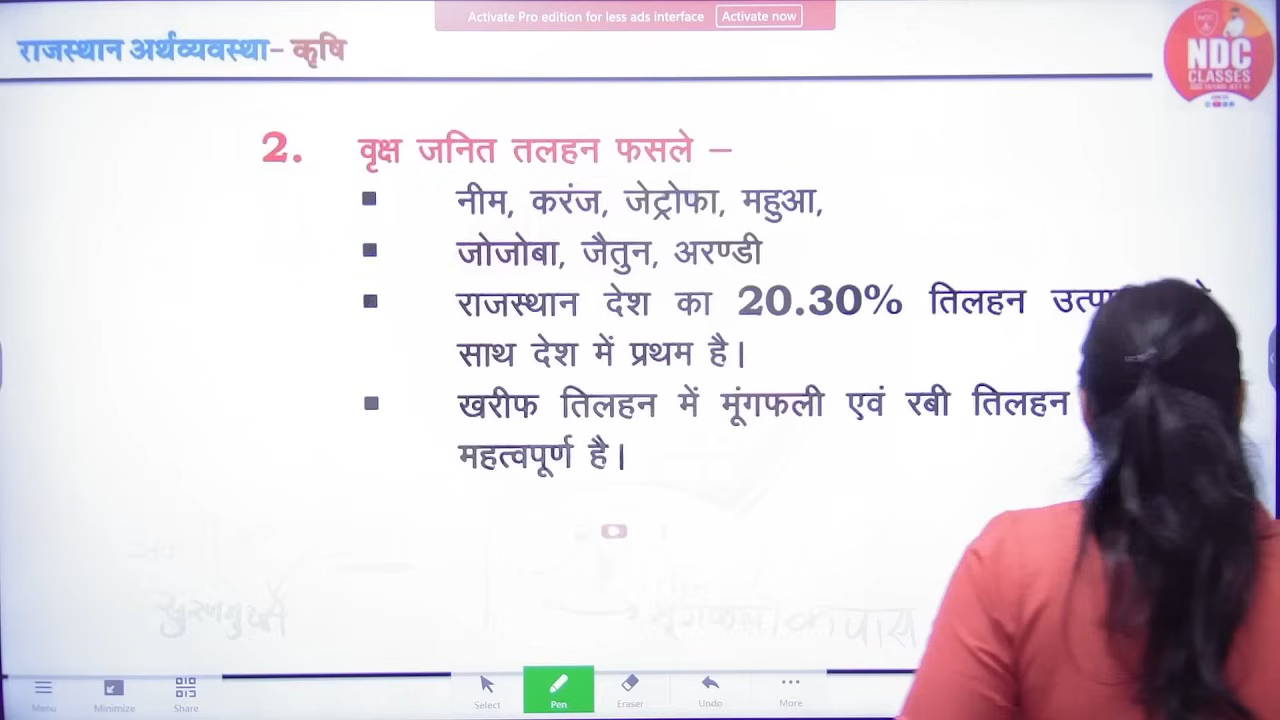 Activate Pro edition for less ads interface Activate now
राजस्थान अर्थव्यवस्था- कृषि
NDC
CLASSES
2. वृक्ष जनित तलहन फसले –
▪ नीम, करंज, जेट्रोफा, महुआ,
▪ जोजोबा, जैतुन, अरण्डी
▪ राजस्थान देश का 20.30% तिलहन
साथ देश में प्रथम है।
▪ खरीफ तिलहन में मूंगफली एवं रबी तिलहन
महत्वपूर्ण है।
Menu Minimize Share Select Pen Eraser Undo More